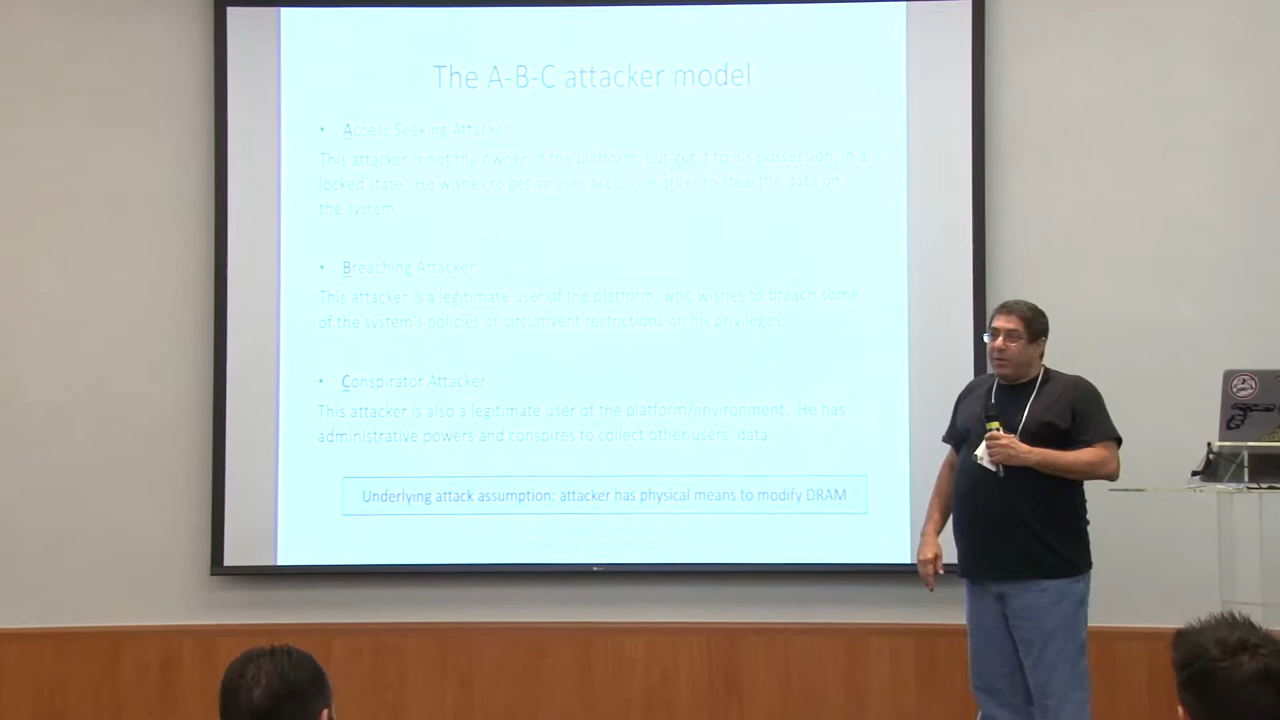 The A-B-C attacker model
• Access Seeking Attacker
This attacker is not the owner of the platform, but got it to his possession, in a
locked state. He wishes to get an user access, in order to steal the data on
the system.
• Breaching Attacker
This attacker is a legitimate user of the platform, who wishes to breach some
of the system's policies or circumvent restrictions on his privileges.
• Conspirator Attacker
This attacker is also a legitimate user of the platform/environment. He has
administrative powers and conspires to collect other users' data.
Underlying attack assumption: attacker has physical means to modify DRAM